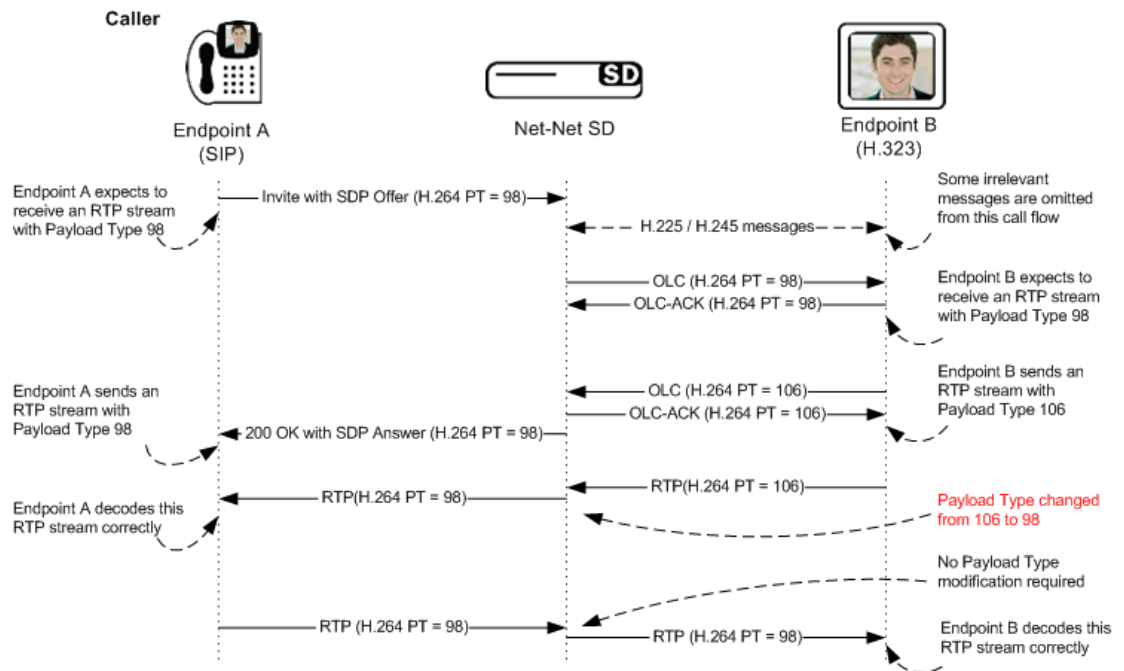 Caller
SD
Endpoint A
(SIP)
Net-Net SD
Endpoint B
(H.323)
Endpoint A expects to
receive an RTP stream
with Payload Type 98
Invite with SDP Offer (H.264 PT = 98)
Some irrelevant
messages are omitted
from this call flow
H.225 / H.245 messages
OLC (H.264 PT = 98)
OLC-ACK (H.264 PT = 98)
Endpoint B expects to
receive an RTP stream
with Payload Type 98
Endpoint A sends an
RTP stream with
Payload Type 98
OLC (H.264 PT = 106)
OLC-ACK (H.264 PT = 106)
200 OK with SDP Answer (H.264 PT = 98)
Endpoint B sends an
RTP stream with
Payload Type 106
RTP(H.264 PT = 106)
RTP(H.264 PT = 98)
Endpoint A decodes this
RTP stream correctly
Payload Type changed
from 106 to 98
No Payload Type
modification required
RTP (H.264 PT = 98)
RTP (H.264 PT = 98)
Endpoint B decodes this
RTP stream correctly